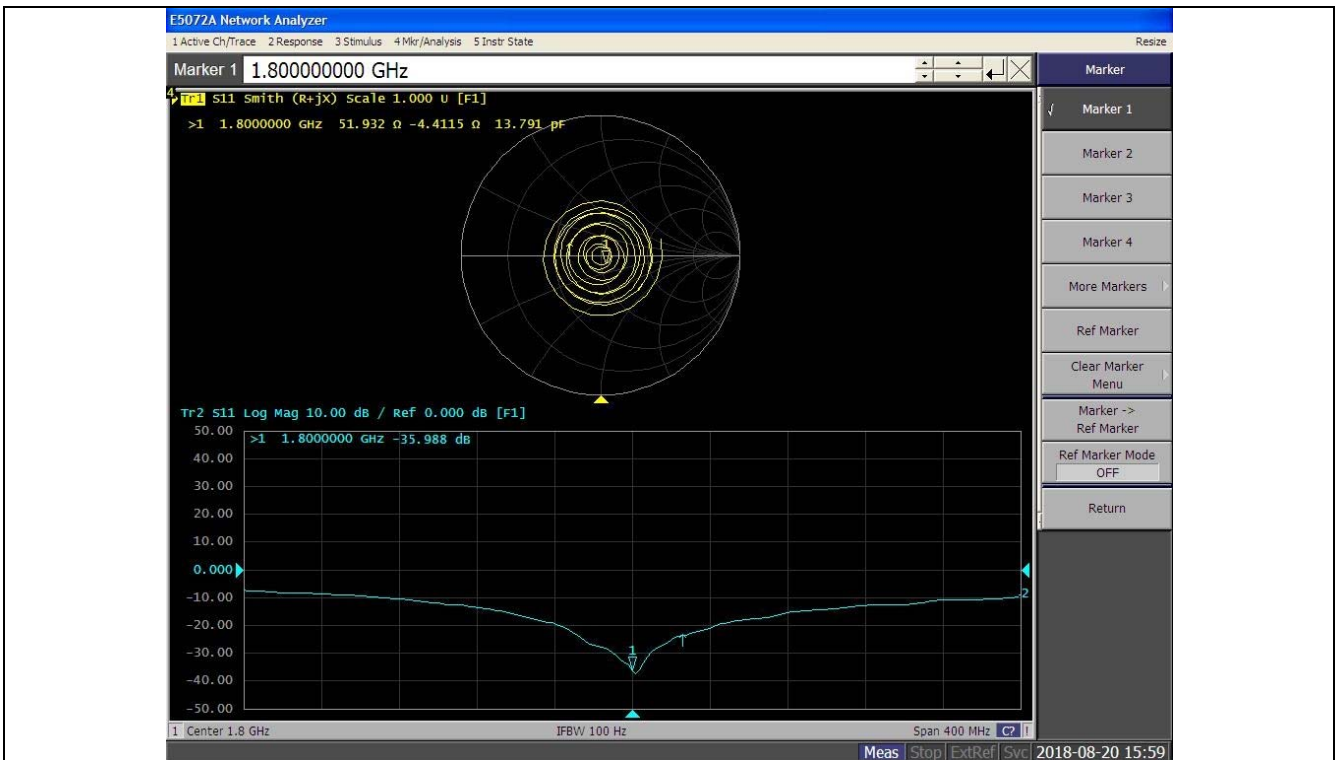 E5072A Network Analyzer
1 Active Ch/Trace 2 Response 3 Stimulus 4 Mkr/Analysis 5 Instr State Resize
Marker 1 1.800000000 GHz
Marker
Tr1 S11 Smith (R+jX) Scale 1.000 U [F1]
>1 1.8000000 GHz 51.932 Ω -4.4115 Ω 13.791 pF
Marker 1
Marker 2
Marker 3
Marker 4
More Markers
Ref Marker
Clear Marker
Menu
Marker ->
Ref Marker
Ref Marker Mode
OFF
Return
1
Tr2 S11 Log Mag 10.00 dB / Ref 0.000 dB [F1]
>1 1.8000000 GHz -35.988 dB
50.00
40.00
30.00
20.00
10.00
0.000
-10.00
-20.00
-30.00
-40.00
-50.00
1
2
1 Center 1.8 GHz IFBW 100 Hz Span 400 MHz C? !
Meas Stop ExtRef Svc 2018-08-20 15:59